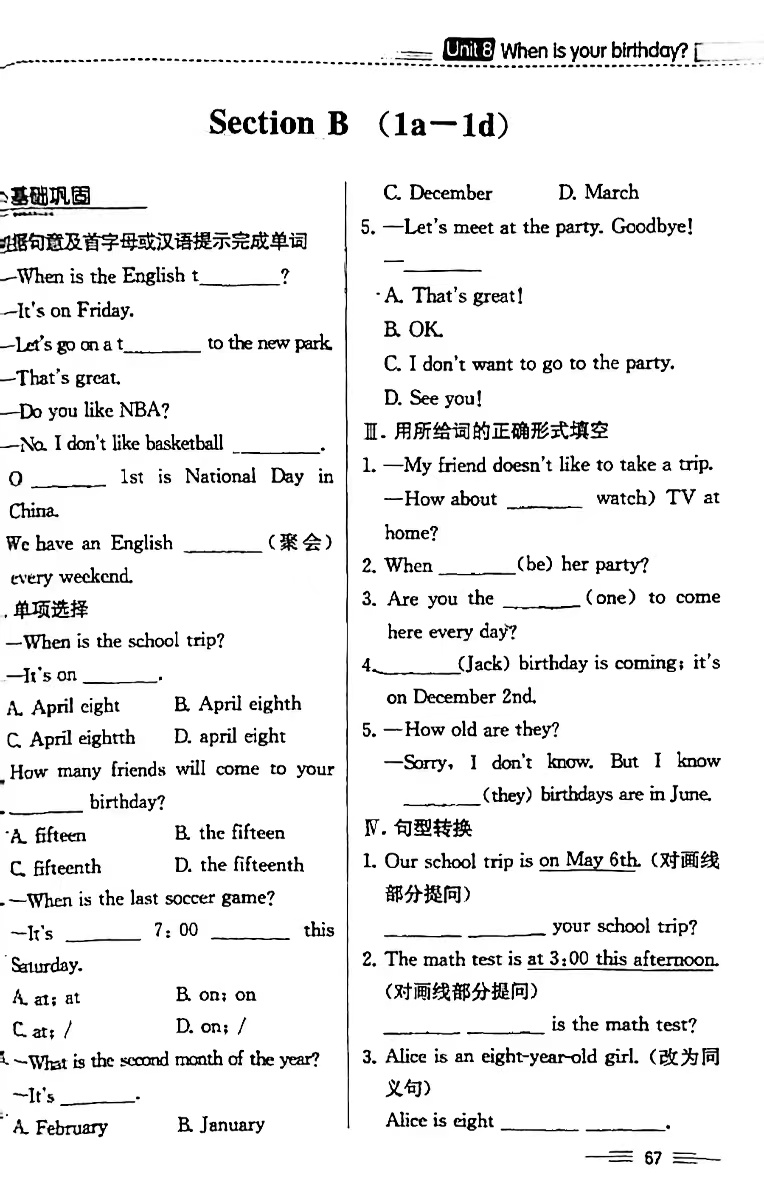 Unit 8 When is your birthday?
Section B (1a—1d)
基础巩固
据句意及首字母或汉语提示完成单词
—When is the English t________?
—It's on Friday.
—Let's go on a t________ to the new park.
—That's great.
—Do you like NBA?
—No. I don't like basketball ________.
O ________ 1st is National Day in
China.
We have an English ________(聚会)
every weekend.
. 单项选择
—When is the school trip?
—It's on ________.
A. April eight B. April eighth
C. April eightth D. april eight
How many friends will come to your
________ birthday?
A. fifteen B. the fifteen
C. fifteenth D. the fifteenth
—When is the last soccer game?
—It's ________ 7:00 ________ this
Saturday.
A. at; at B. on; on
C. at; / D. on; /
—What is the second month of the year?
—It's ________.
A. February B. January
C. December D. March
5. —Let's meet at the party. Goodbye!
—________
A. That's great!
B. OK.
C. I don't want to go to the party.
D. See you!
Ⅲ. 用所给词的正确形式填空
1. —My friend doesn't like to take a trip.
—How about ________ watch) TV at
home?
2. When ________(be) her party?
3. Are you the ________(one) to come
here every day?
4. ________(Jack) birthday is coming; it's
on December 2nd.
5. —How old are they?
—Sorry, I don't know. But I know
________(they) birthdays are in June.
Ⅳ. 句型转换
1. Our school trip is on May 6th. (对画线
部分提问)
________ ________ your school trip?
2. The math test is at 3:00 this afternoon.
(对画线部分提问)
________ ________ is the math test?
3. Alice is an eight-year-old girl. (改为同
义句)
Alice is eight ________ ________.
67